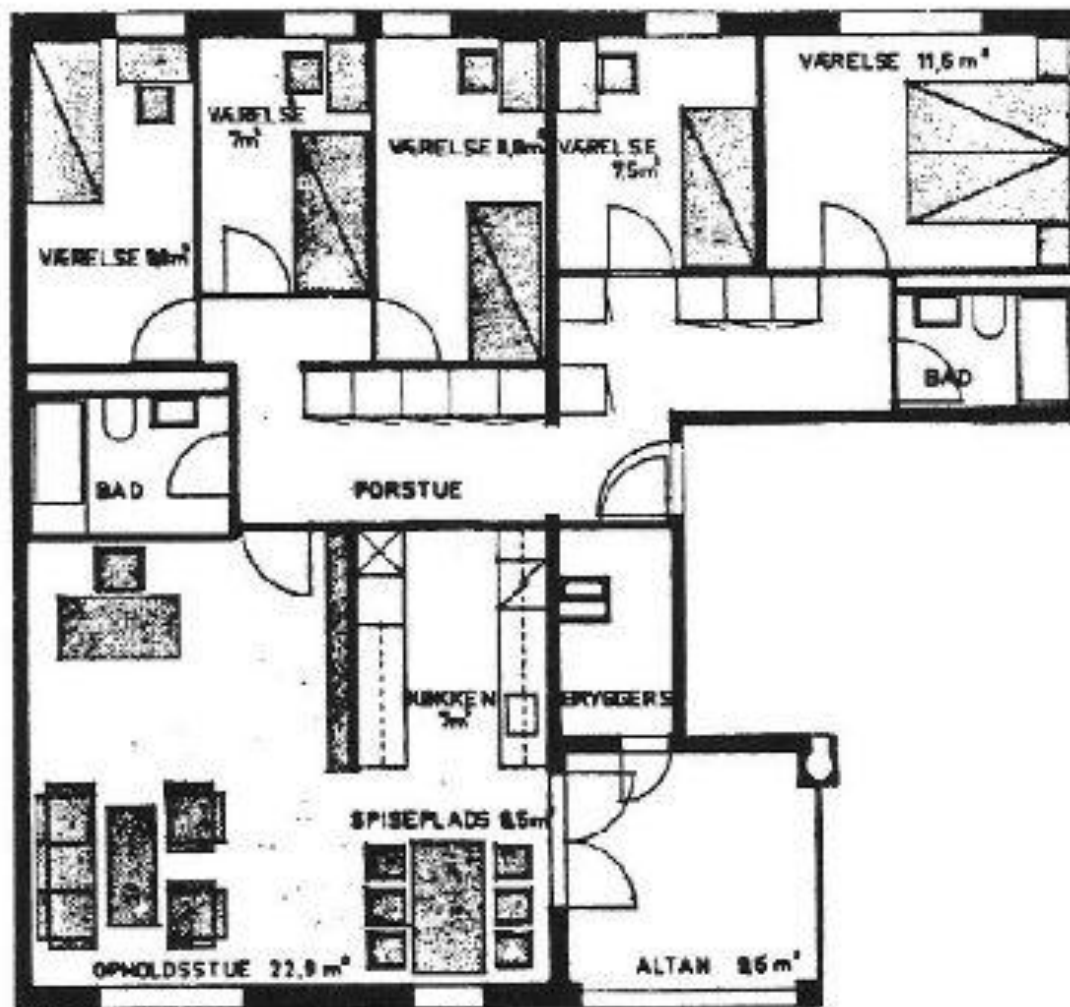 VÆRELSE 11,5 m²
VÆRELSE
7m²
VÆRELSE
VÆRELSE
7,5m²
VÆRELSE
BAD
BAD
FORSTUE
KØKKEN
7m²
BRYGGERS
SPISEPLADS
OPHOLDSSTUE 22,9 m²
ALTAN